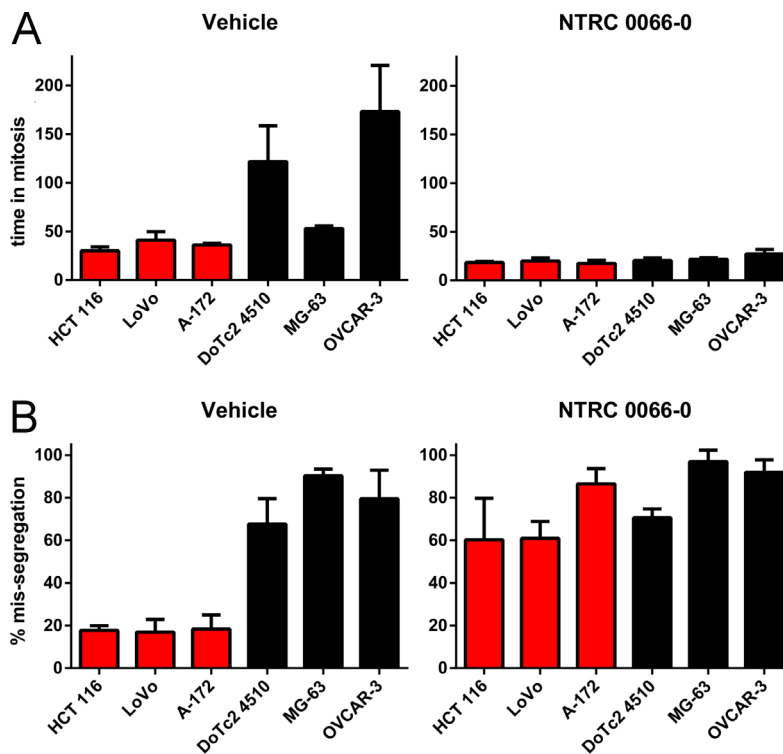 A
Vehicle
NTRC 0066-0
time in mitosis
200
150
100
50
0
HCT 116
LoVo
A-172
DoTc2 4510
MG-63
OVCAR-3
200
150
100
50
0
HCT 116
LoVo
A-172
DoTc2 4510
MG-63
OVCAR-3
B
Vehicle
NTRC 0066-0
% mis-segregation
100
80
60
40
20
0
HCT 116
LoVo
A-172
DoTc2 4510
MG-63
OVCAR-3
100
80
60
40
20
0
HCT 116
LoVo
A-172
DoTc2 4510
MG-63
OVCAR-3